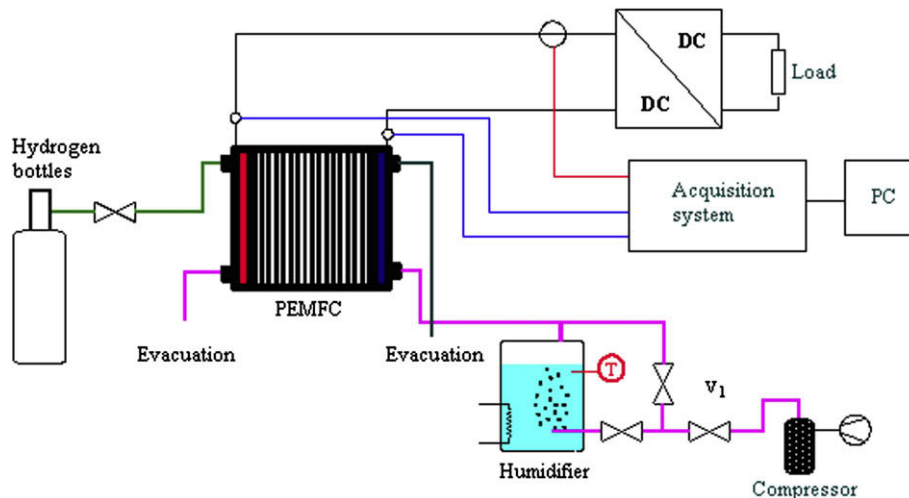 DC
DC
Load
Hydrogen
bottles
Acquisition
system
PC
PEMFC
Evacuation
Evacuation
T
V1
Humidifier
Compressor